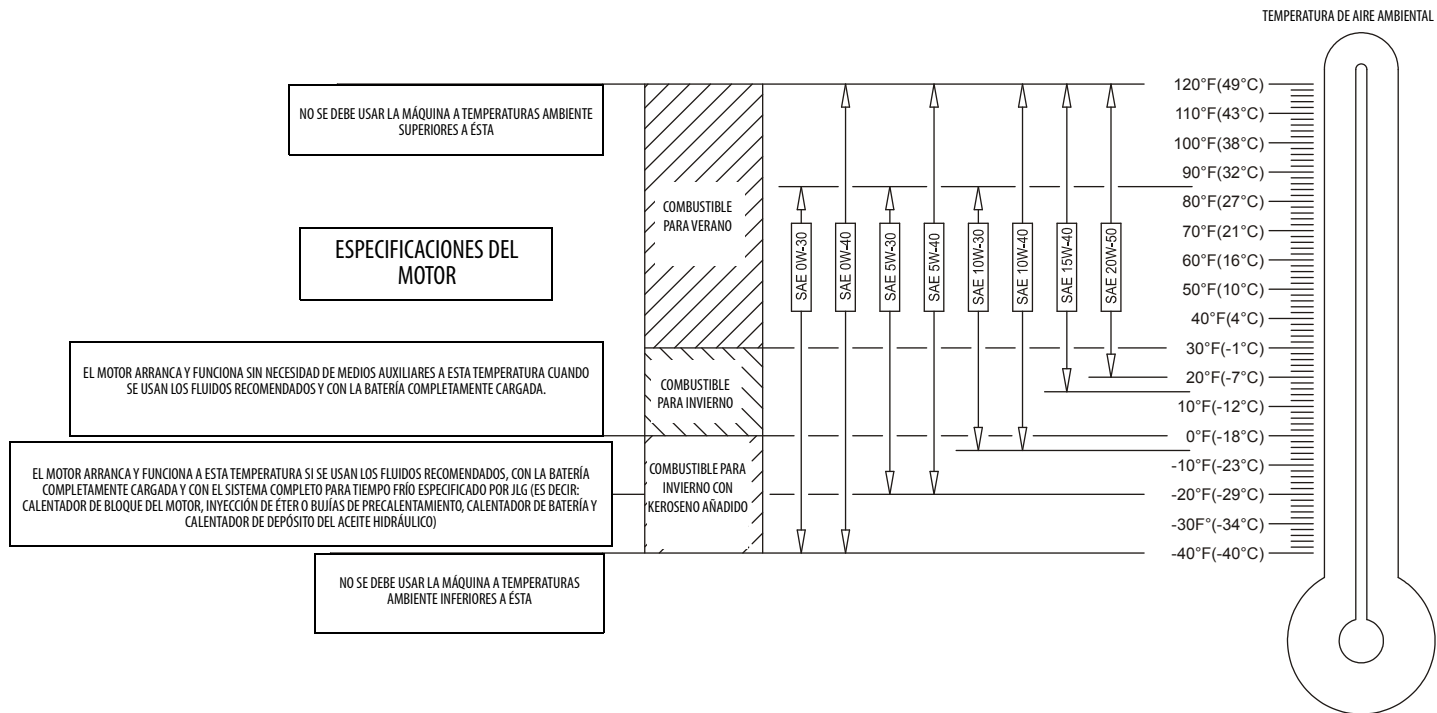 TEMPERATURA DE AIRE AMBIENTAL
NO SE DEBE USAR LA MÁQUINA A TEMPERATURAS AMBIENTE
SUPERIORES A ÉSTA
ESPECIFICACIONES DEL
MOTOR
EL MOTOR ARRANCA Y FUNCIONA SIN NECESIDAD DE MEDIOS AUXILIARES A ESTA TEMPERATURA CUANDO
SE USAN LOS FLUIDOS RECOMENDADOS Y CON LA BATERÍA COMPLETAMENTE CARGADA.
EL MOTOR ARRANCA Y FUNCIONA A ESTA TEMPERATURA SI SE USAN LOS FLUIDOS RECOMENDADOS, CON LA BATERÍA
COMPLETAMENTE CARGADA Y CON EL SISTEMA COMPLETO PARA TIEMPO FRÍO ESPECIFICADO POR JLG (ES DECIR:
CALENTADOR DE BLOQUE DEL MOTOR, INYECCIÓN DE ÉTER O BUJÍAS DE PRECALENTAMIENTO, CALENTADOR DE BATERÍA Y
CALENTADOR DE DEPÓSITO DEL ACEITE HIDRÁULICO)
NO SE DEBE USAR LA MÁQUINA A TEMPERATURAS
AMBIENTE INFERIORES A ÉSTA
COMBUSTIBLE
PARA VERANO
COMBUSTIBLE
PARA INVIERNO
COMBUSTIBLE PARA
INVIERNO CON
KEROSENO AÑADIDO
SAE 0W-30
SAE 0W-40
SAE 5W-30
SAE 5W-40
SAE 10W-30
SAE 10W-40
SAE 15W-40
SAE 20W-50
120°F(49°C)
110°F(43°C)
100°F(38°C)
90°F(32°C)
80°F(27°C)
70°F(21°C)
60°F(16°C)
50°F(10°C)
40°F(4°C)
30°F(-1°C)
20°F(-7°C)
10°F(-12°C)
0°F(-18°C)
-10°F(-23°C)
-20°F(-29°C)
-30F°(-34°C)
-40°F(-40°C)